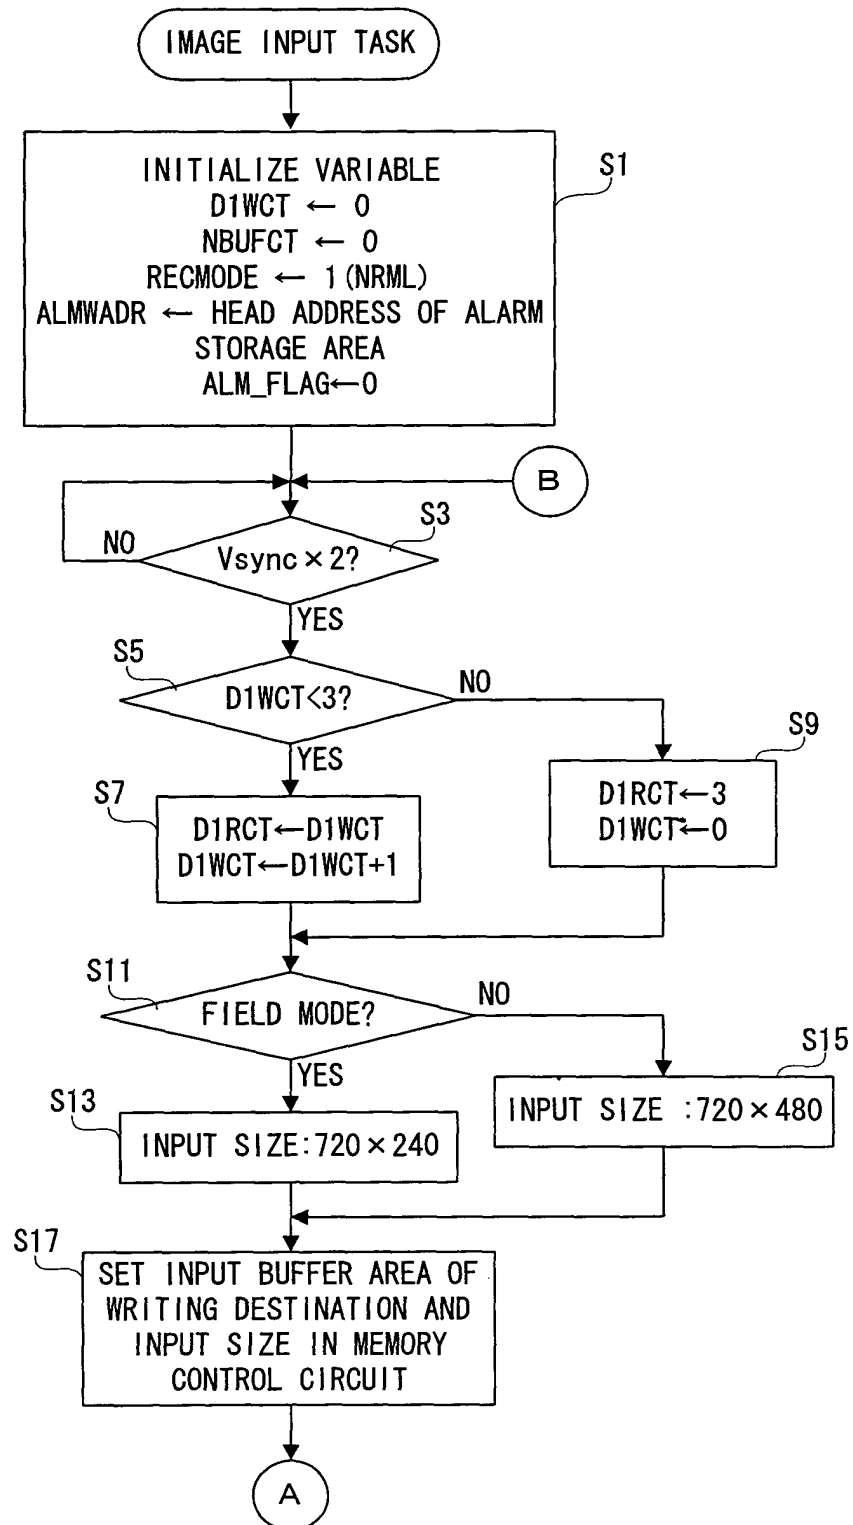 IMAGE INPUT TASK
S1
INITIALIZE VARIABLE
D1WCT ← 0
NBUFCT ← 0
RECMODE ← 1(NRML)
ALMWADR ← HEAD ADDRESS OF ALARM
STORAGE AREA
ALM_FLAG←0
B
S3
NO
Vsync×2?
YES
S5
D1WCT<3?
NO
YES
S9
D1RCT←3
D1WCT←0
S7
D1RCT←D1WCT
D1WCT←D1WCT+1
S11
FIELD MODE?
NO
YES
S15
INPUT SIZE :720×480
S13
INPUT SIZE:720×240
S17
SET INPUT BUFFER AREA OF
WRITING DESTINATION AND
INPUT SIZE IN MEMORY
CONTROL CIRCUIT
A